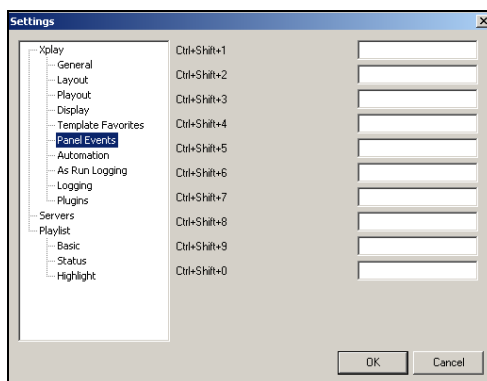 Settings
Xplay
General
Layout
Playout
Display
Template Favorites
Panel Events
Automation
As Run Logging
Logging
Plugins
Servers
Playlist
Basic
Status
Highlight
Ctrl+Shift+1
Ctrl+Shift+2
Ctrl+Shift+3
Ctrl+Shift+4
Ctrl+Shift+5
Ctrl+Shift+6
Ctrl+Shift+7
Ctrl+Shift+8
Ctrl+Shift+9
Ctrl+Shift+0
OK
Cancel